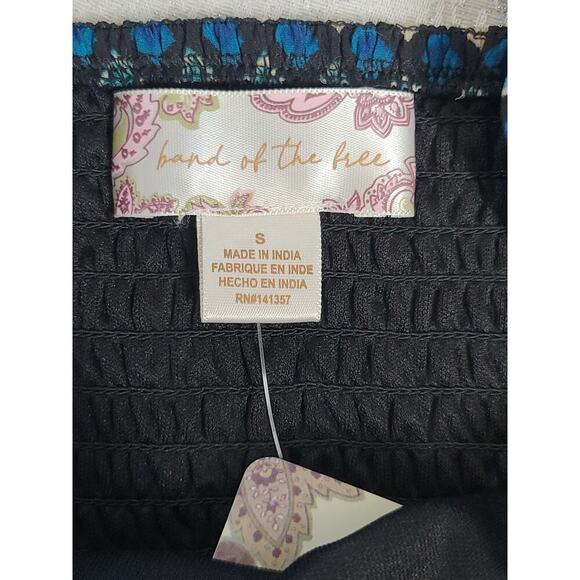 band of the free
S
MADE IN INDIA
FABRIQUE EN INDE
HECHO EN INDIA
RN#141357